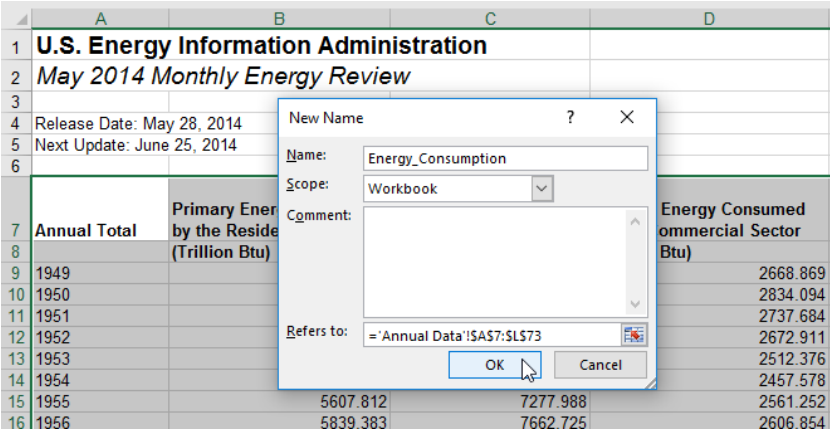 A B C D
1 U.S. Energy Information Administration
2 May 2014 Monthly Energy Review
3
4 Release Date: May 28, 2014
5 Next Update: June 25, 2014
6
New Name ? ×
Name: Energy_Consumption
Scope: Workbook
Comment:
Refers to: ='Annual Data'!$A$7:$L$73
OK Cancel
Primary Ener Energy Consumed
7 Annual Total by the Reside ommercial Sector
8 (Trillion Btu) Btu)
9 1949 2668.869
10 1950 2834.094
11 1951 2737.684
12 1952 2672.911
13 1953 2512.376
14 1954 2457.578
15 1955 5607.812 7277.988 2561.252
16 1956 5839.383 7662.725 2606.854